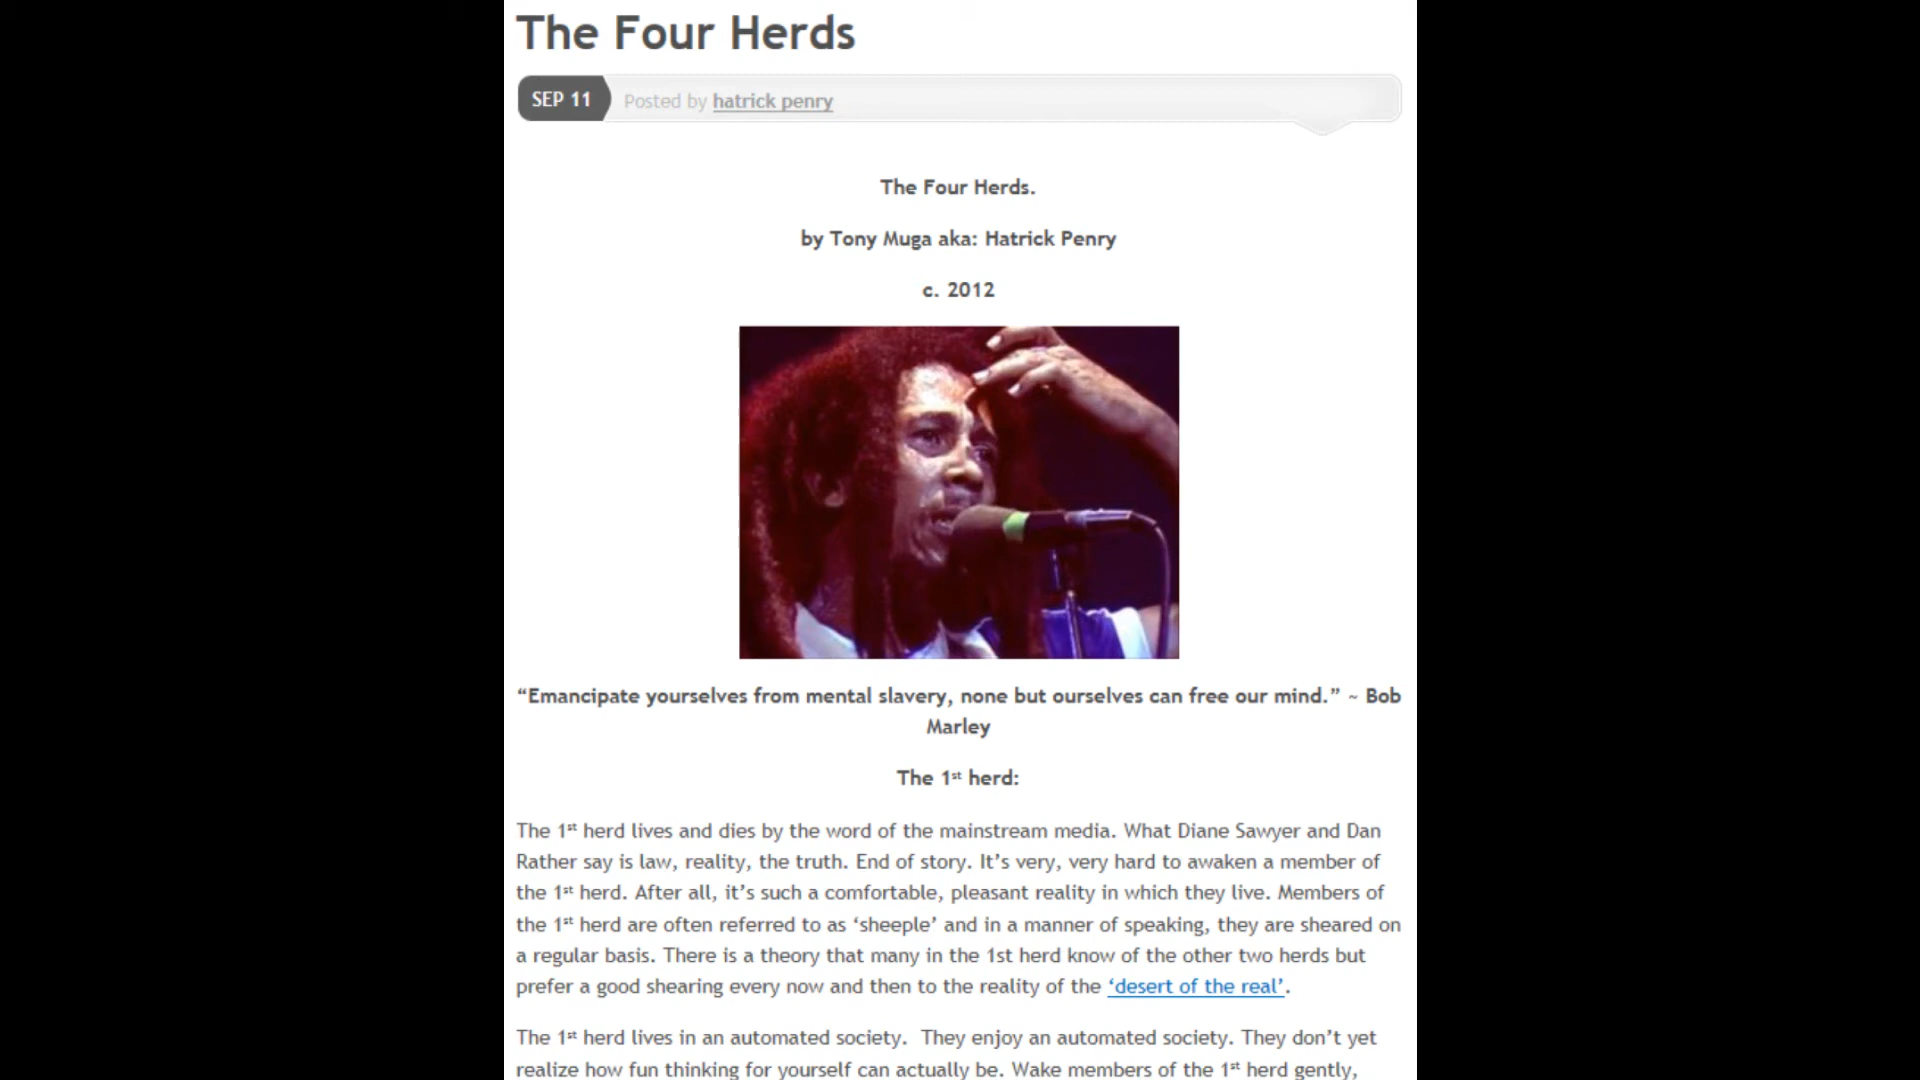 The Four Herds
SEP 11 Posted by hatrick penry
The Four Herds.
by Tony Muga aka: Hatrick Penry
c. 2012
“Emancipate yourselves from mental slavery, none but ourselves can free our mind.” ~ Bob
Marley
The 1st herd:
The 1st herd lives and dies by the word of the mainstream media. What Diane Sawyer and Dan
Rather say is law, reality, the truth. End of story. It’s very, very hard to awaken a member of
the 1st herd. After all, it’s such a comfortable, pleasant reality in which they live. Members of
the 1st herd are often referred to as ‘sheeple’ and in a manner of speaking, they are sheared on
a regular basis. There is a theory that many in the 1st herd know of the other two herds but
prefer a good shearing every now and then to the reality of the ‘desert of the real’.
The 1st herd lives in an automated society.  They enjoy an automated society. They don’t yet
realize how fun thinking for yourself can actually be. Wake members of the 1st herd gently,